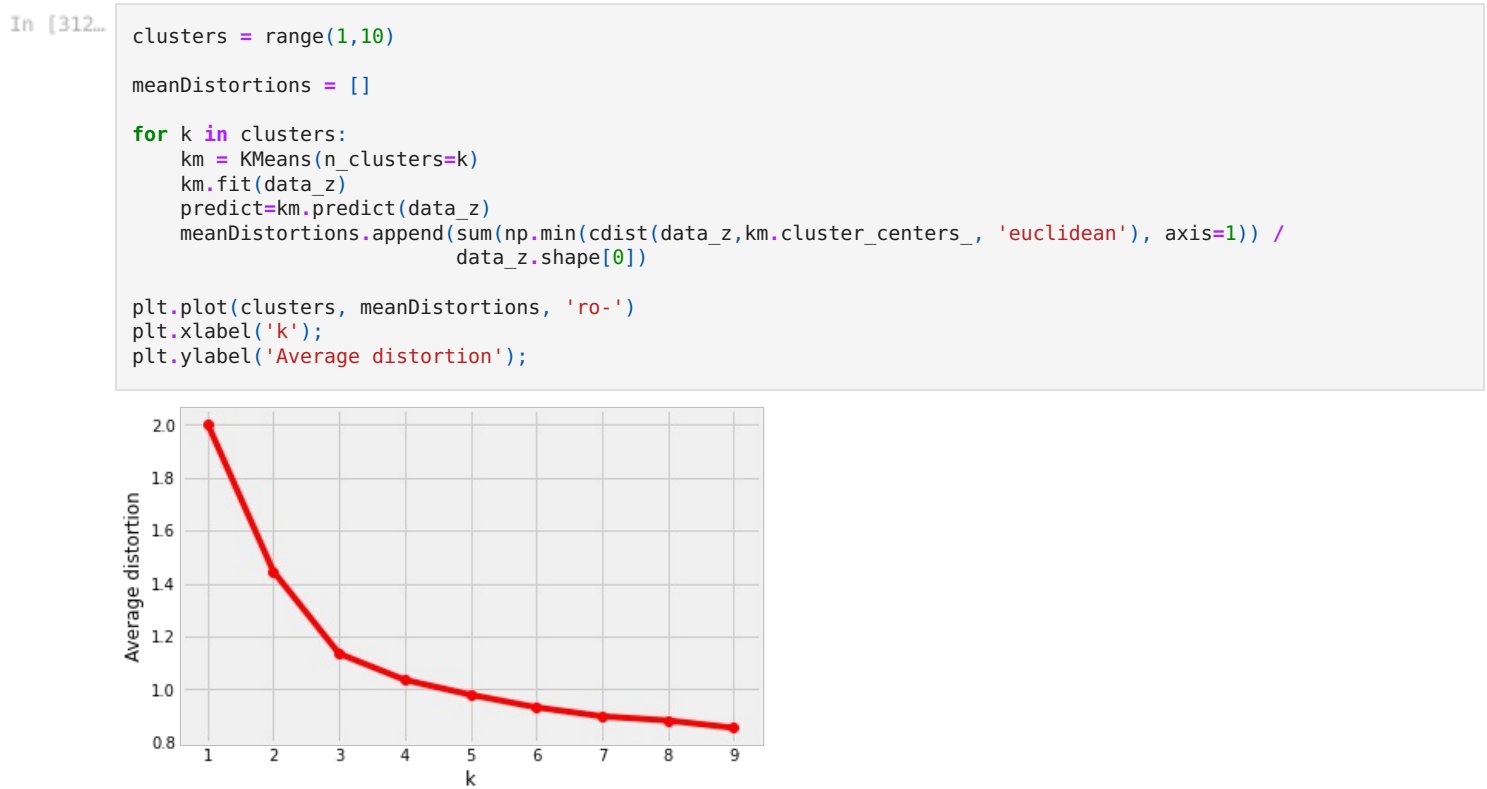 In [312…
clusters = range(1,10)
meanDistortions = []
for k in clusters:
    km = KMeans(n_clusters=k)
    km.fit(data_z)
    predict=km.predict(data_z)
    meanDistortions.append(sum(np.min(cdist(data_z,km.cluster_centers_, 'euclidean'), axis=1)) /
                           data_z.shape[0])
plt.plot(clusters, meanDistortions, 'ro-')
plt.xlabel('k');
plt.ylabel('Average distortion');
Average distortion
2.0
1.8
1.6
1.4
1.2
1.0
0.8
1 2 3 4 5 6 7 8 9
k